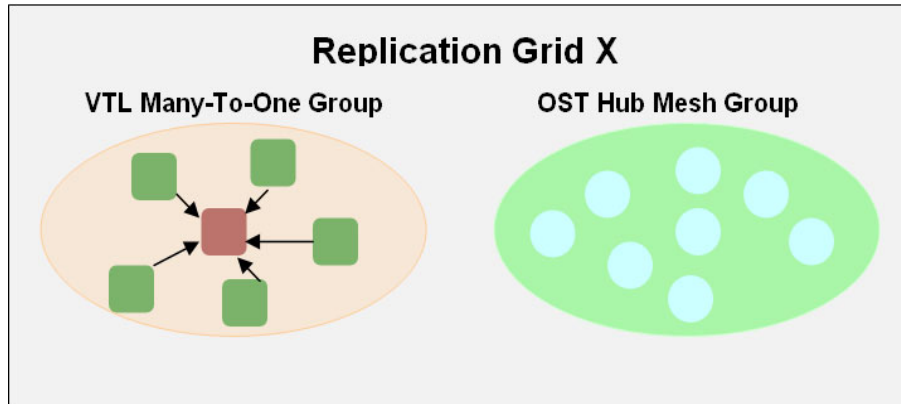 Replication Grid X
VTL Many-To-One Group
OST Hub Mesh Group